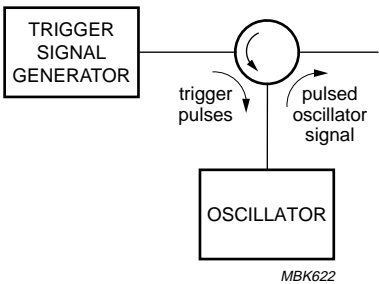 TRIGGER
SIGNAL
GENERATOR
trigger
pulses
pulsed
oscillator
signal
OSCILLATOR
MBK622